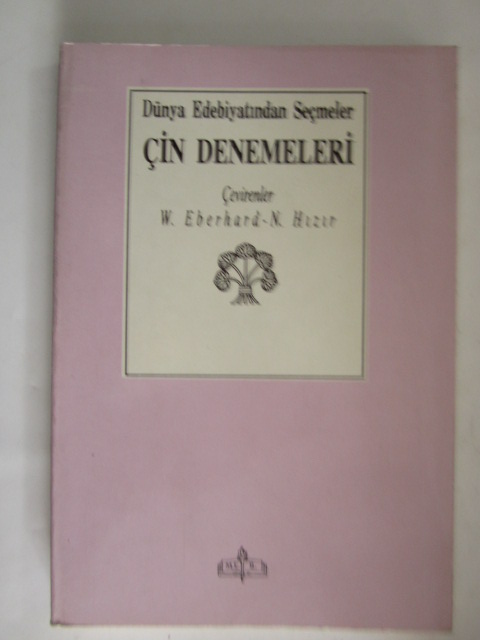 Dünya Edebiyatından Seçmeler
ÇİN DENEMELERİ
Çevirenler
W. Eberhard-N. Hızır